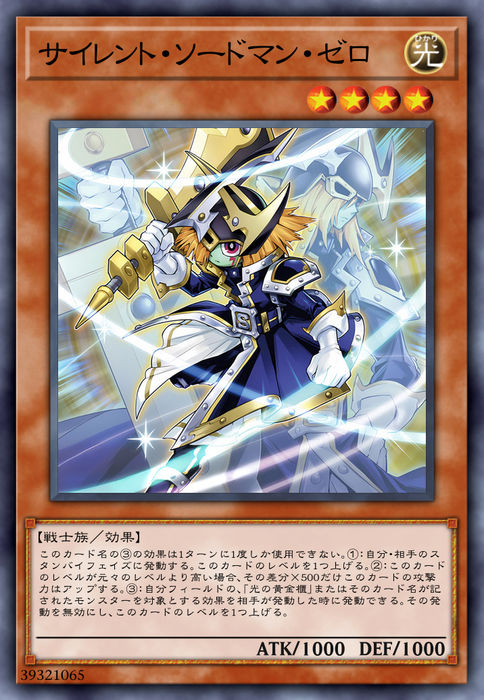 サイレント・ソードマン・ゼロ
ひかり
光
【戦士族／効果】
このカード名の③の効果は1ターンに1度しか使用できない。①：自分・相手のス
タンバイフェイズに発動する。このカードのレベルを1つ上げる。②：このカード
のレベルが元々のレベルより高い場合、その差分×500だけこのカードの攻撃
力はアップする。③：自分フィールドの、「光の黄金櫃」またはそのカード名が記
されたモンスターを対象とする効果を相手が発動した時に発動できる。その発
動を無効にし、このカードのレベルを1つ上げる。
ATK/1000 DEF/1000
39321065